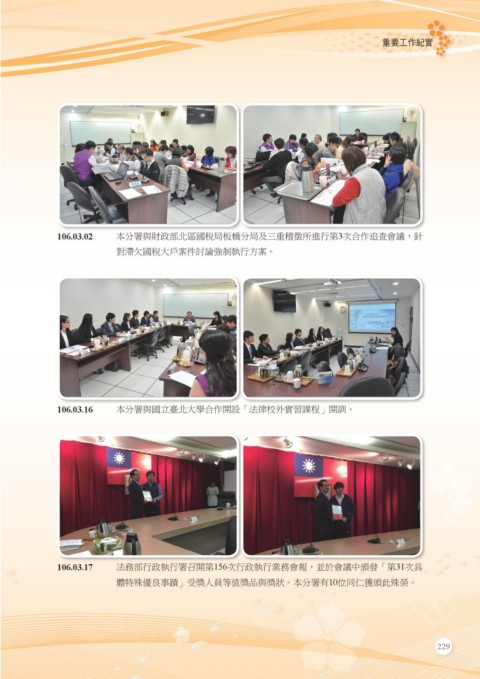 重要工作紀實
106.03.02 本分署與財政部北區國稅局板橋分局及三重稽徵所進行第3次合作追查會議，針
對滯欠國稅大戶案件討論強制執行方案。
106.03.16 本分署與國立臺北大學合作開設「法律校外實習課程」開訓。
106.03.17 法務部行政執行署召開第156次行政執行業務會報，並於會議中頒發「第31次具
體特殊優良事蹟」受獎人員等值獎品與獎狀。本分署有10位同仁獲頒此殊榮。
229